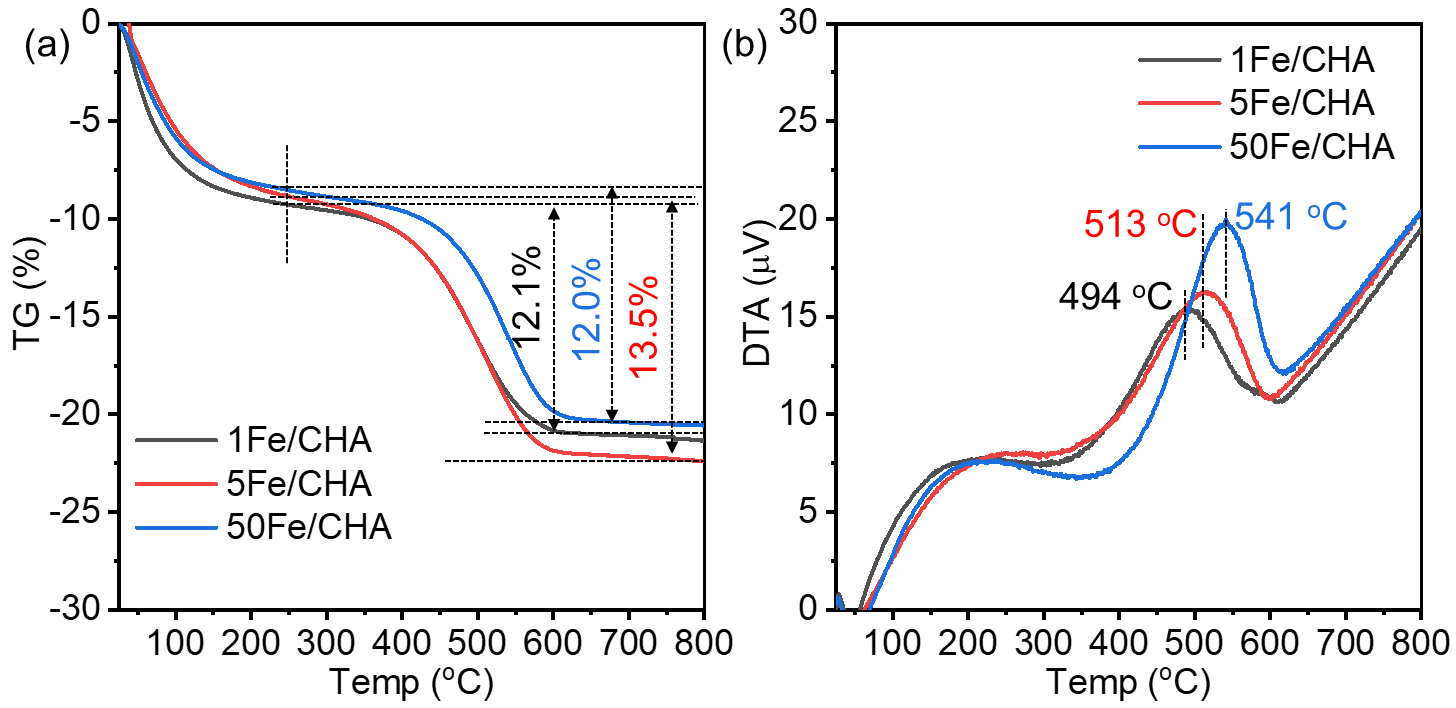 (a)
0
-5
-10
-15
-20
-25
-30
TG (%)
12.1%
12.0%
13.5%
1Fe/CHA
5Fe/CHA
50Fe/CHA
100 200 300 400 500 600 700 800
Temp (°C)
(b)
30
25
20
15
10
5
0
DTA (μV)
1Fe/CHA
5Fe/CHA
50Fe/CHA
513 °C
541 °C
494 °C
100 200 300 400 500 600 700 800
Temp (°C)